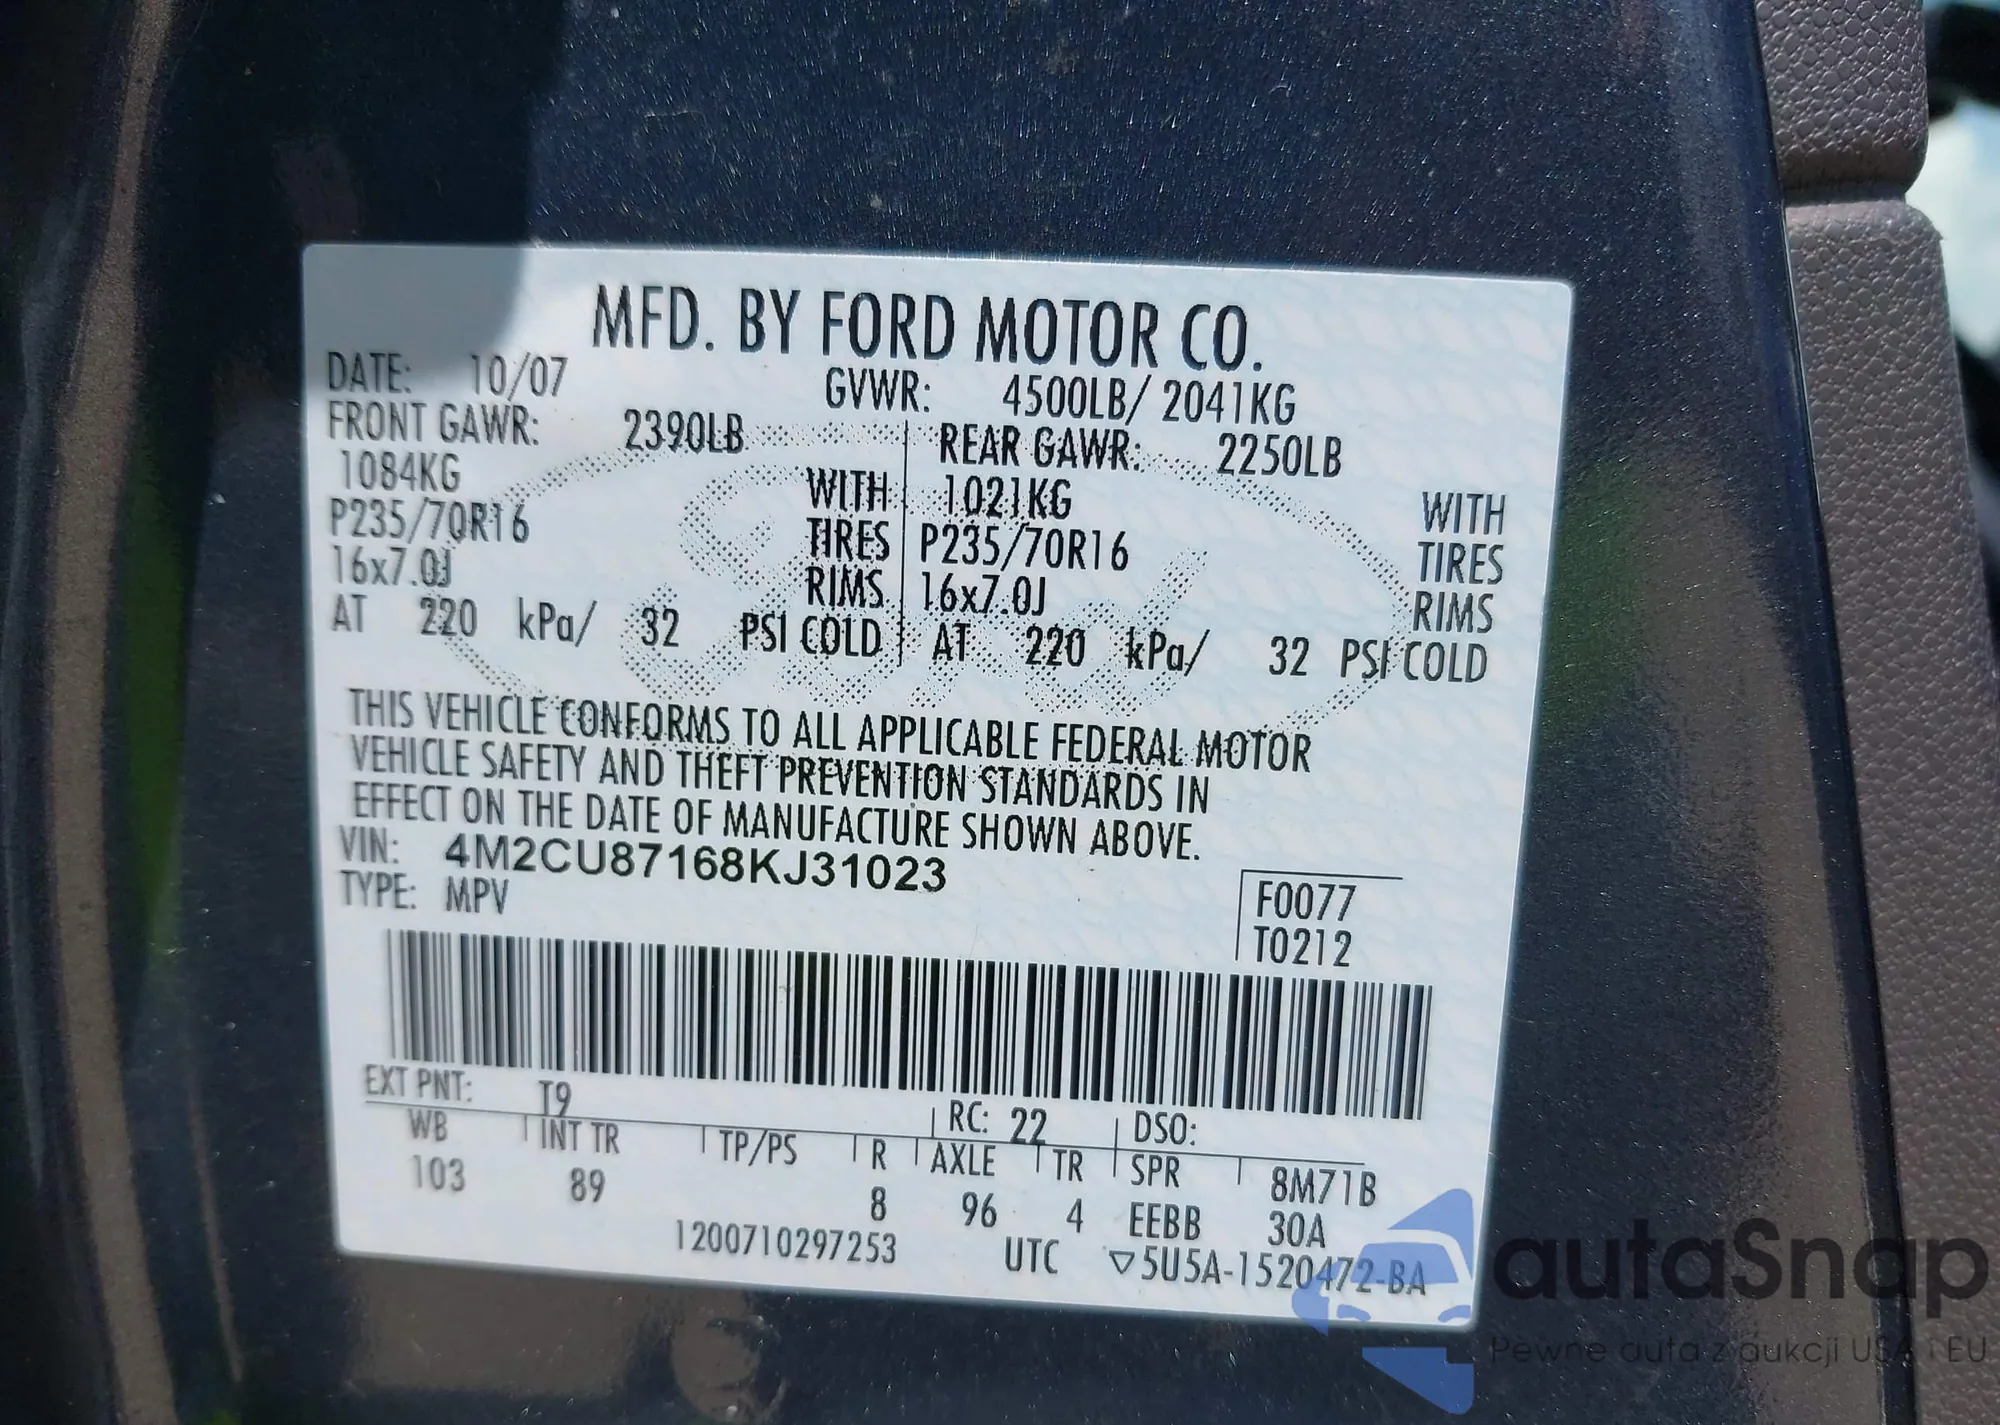 MFD. BY FORD MOTOR CO.
DATE: 10/07 GVWR: 4500LB/ 2041KG
FRONT GAWR: 2390LB REAR GAWR: 2250LB
1084KG WITH 1021KG WITH
P235/70R16 TIRES P235/70R16 TIRES
16x7.0J RIMS 16x7.0J RIMS
AT 220 kPa/ 32 PSI COLD AT 220 kPa/ 32 PSI COLD
THIS VEHICLE CONFORMS TO ALL APPLICABLE FEDERAL MOTOR
VEHICLE SAFETY AND THEFT PREVENTION STANDARDS IN
EFFECT ON THE DATE OF MANUFACTURE SHOWN ABOVE.
VIN: 4M2CU87168KJ31023
TYPE: MPV
F0077
T0212
EXT PNT: T9 RC: 22 DSO:
WB INT TR TP/PS R AXLE TR SPR 8M71B
103 89 8 96 4 EEBB 30A
1200710297253 UTC ▽5U5A-1520472-BA
autaSnap
Pewne auta z aukcji USA i EU